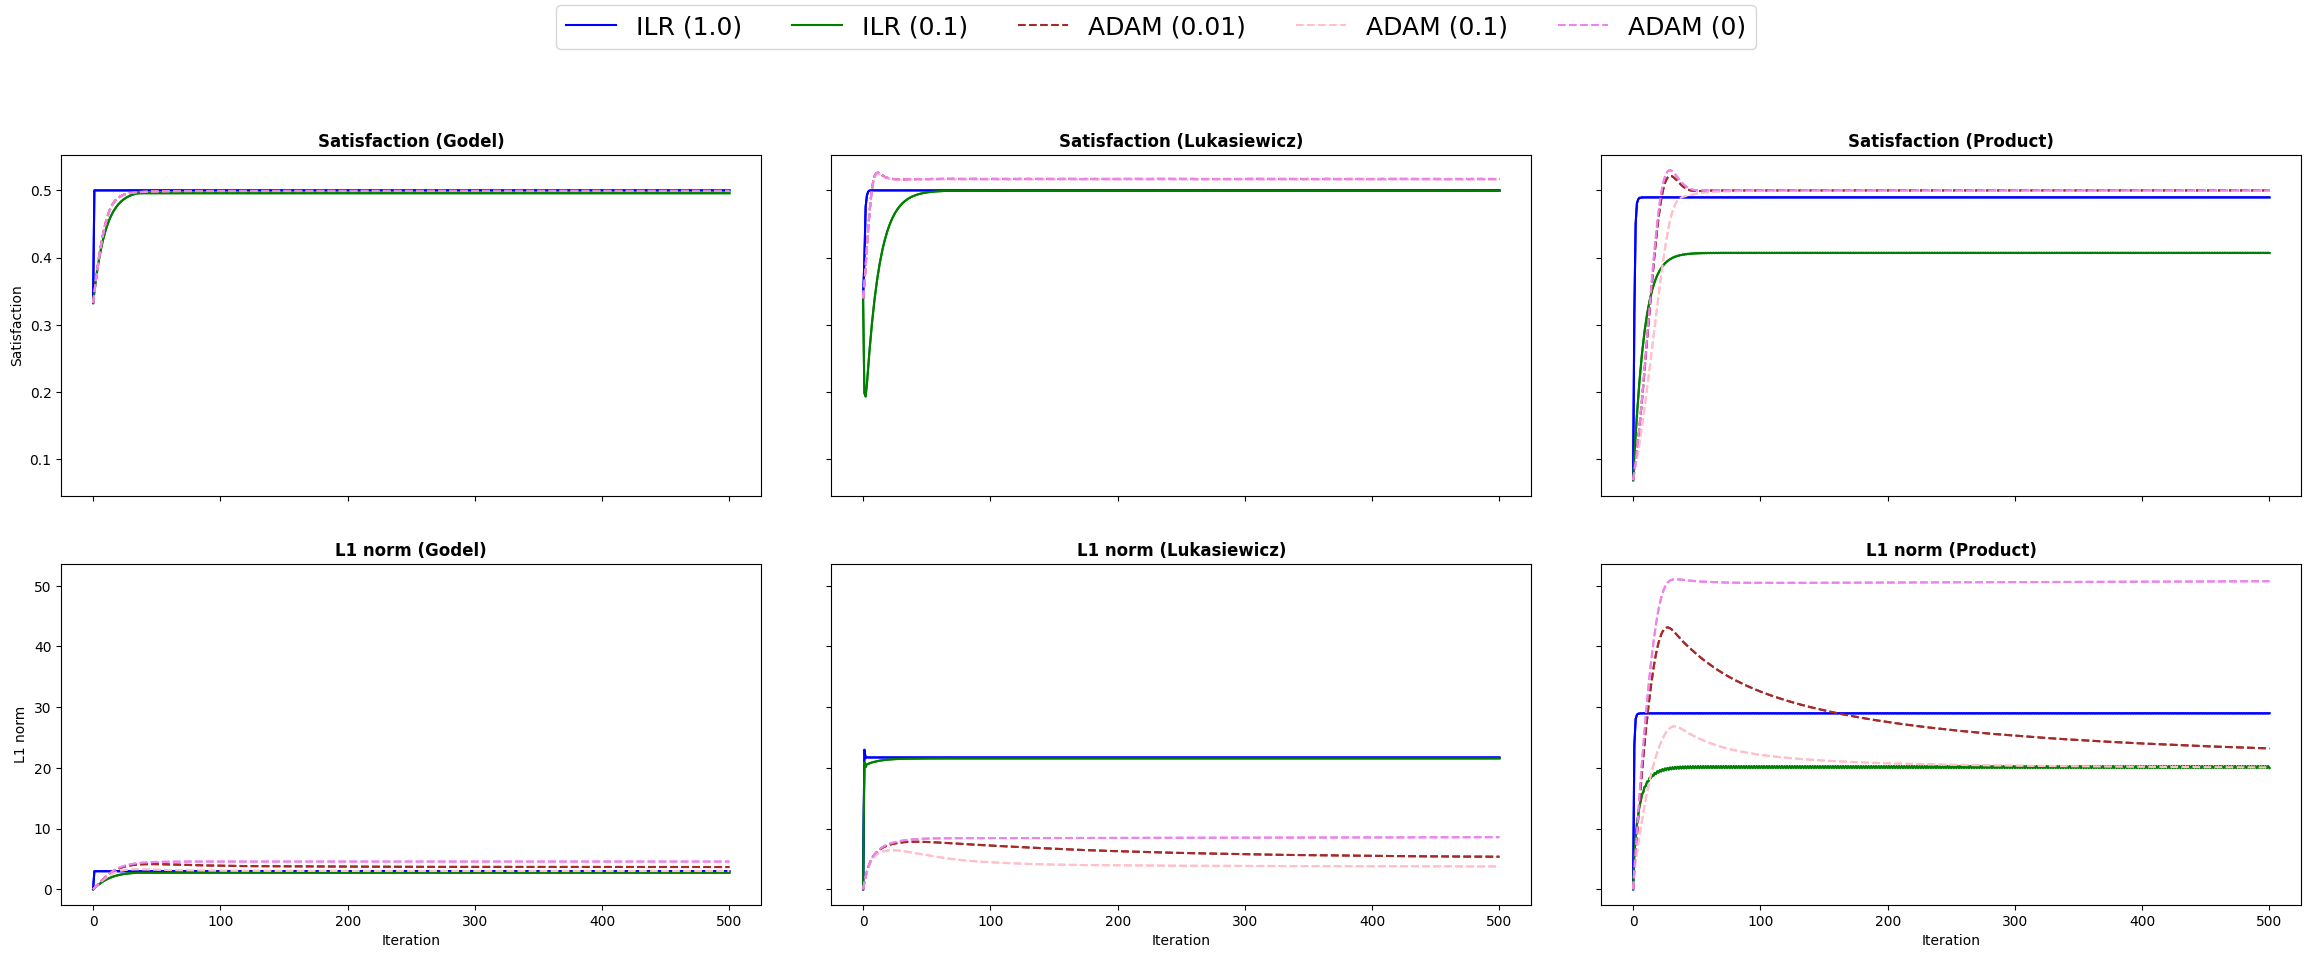 ILR (1.0) ILR (0.1) ADAM (0.01) ADAM (0.1) ADAM (0)
Satisfaction (Godel) Satisfaction (Lukasiewicz) Satisfaction (Product)
Satisfaction
0.5
0.4
0.3
0.2
0.1
L1 norm (Godel) L1 norm (Lukasiewicz) L1 norm (Product)
L1 norm
50
40
30
20
10
0
0 100 200 300 400 500 0 100 200 300 400 500 0 100 200 300 400 500
Iteration Iteration Iteration